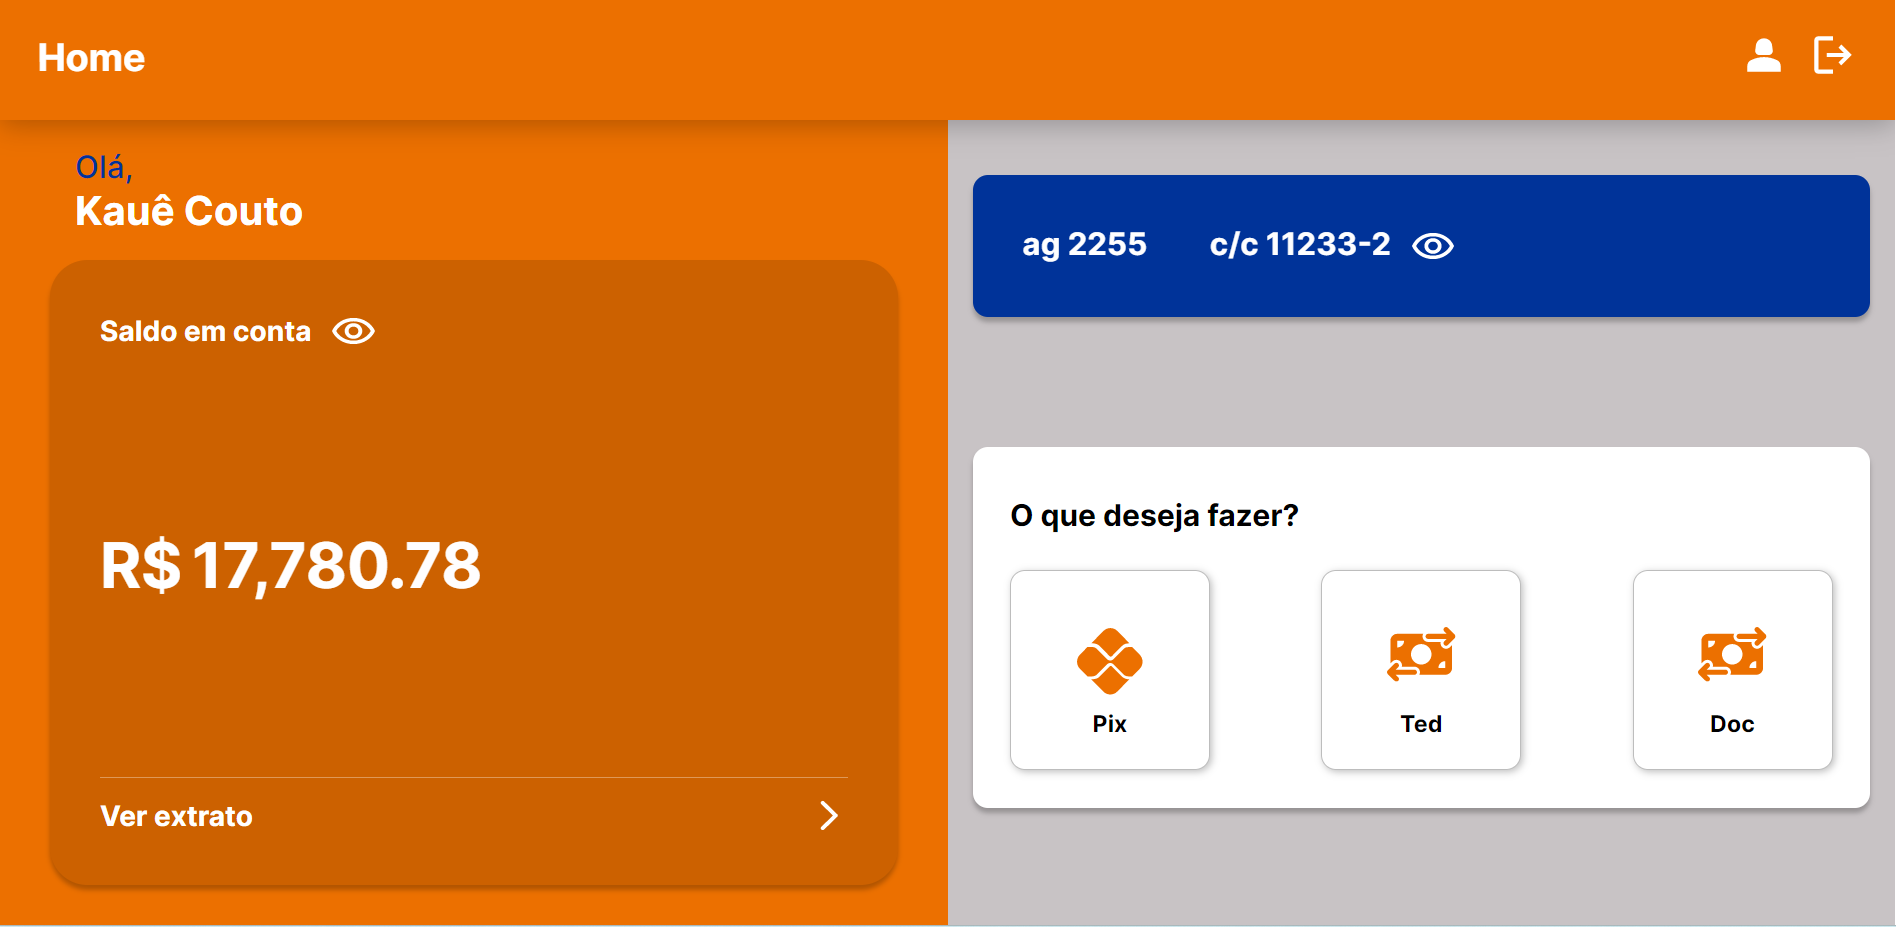 Home
Olá,
Kauê Couto
Saldo em conta
R$ 17,780.78
Ver extrato
ag 2255 c/c 11233-2
O que deseja fazer?
Pix Ted Doc